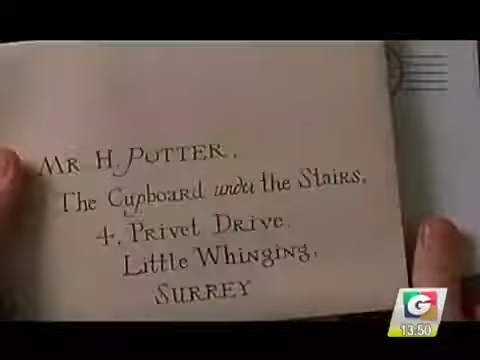 Mr H. Potter,
The Cupboard under the Stairs,
4, Privet Drive,
Little Whinging,
Surrey
G
13:50